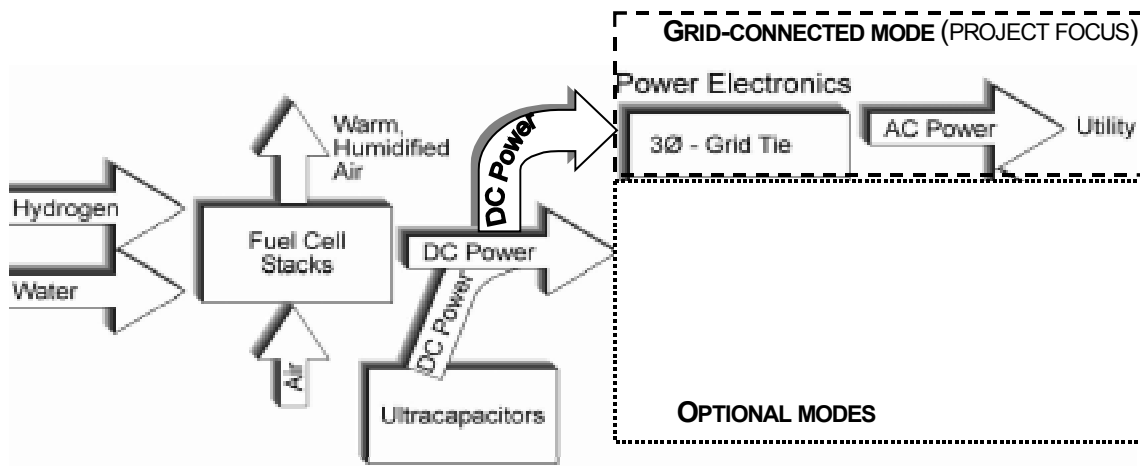 GRID-CONNECTED MODE (PROJECT FOCUS)
Power Electronics
3Ø - Grid Tie
AC Power
Utility
DC Power
Warm,
Humidified
Air
Hydrogen
Water
Fuel Cell
Stacks
DC Power
DC Power
Air
Ultracapacitors
OPTIONAL MODES